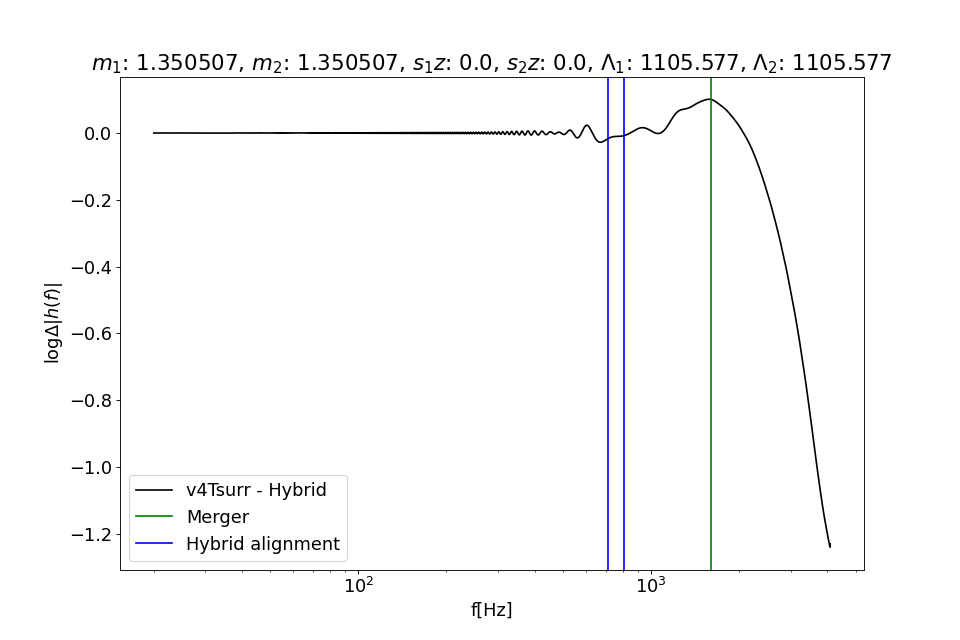 m₁: 1.350507, m₂: 1.350507, s₁z: 0.0, s₂z: 0.0, Λ₁: 1105.577, Λ₂: 1105.577
0.0
−0.2
−0.4
−0.6
−0.8
−1.0
−1.2
logΔ|h(f)|
v4Tsurr - Hybrid
Merger
Hybrid alignment
10² 10³
f[Hz]